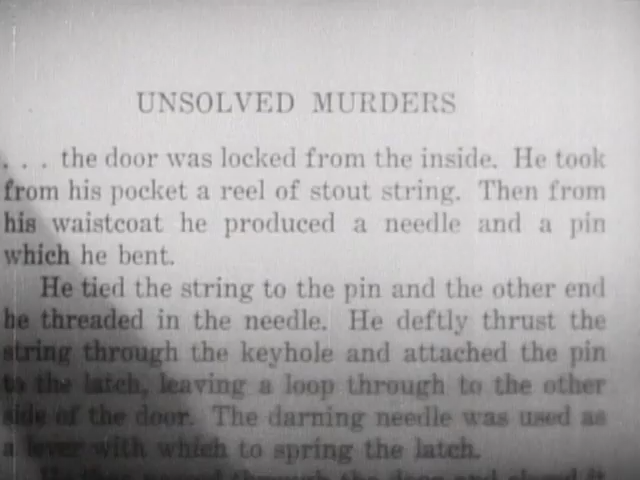 UNSOLVED MURDERS
. . . the door was locked from the inside. He took
from his pocket a reel of stout string. Then from
his waistcoat he produced a needle and a pin
which he bent.
He tied the string to the pin and the other end
he threaded in the needle. He deftly thrust the
string through the keyhole and attached the pin
to the latch, leaving a loop through to the other
side of the door. The darning needle was used as
a lever with which to spring the latch.